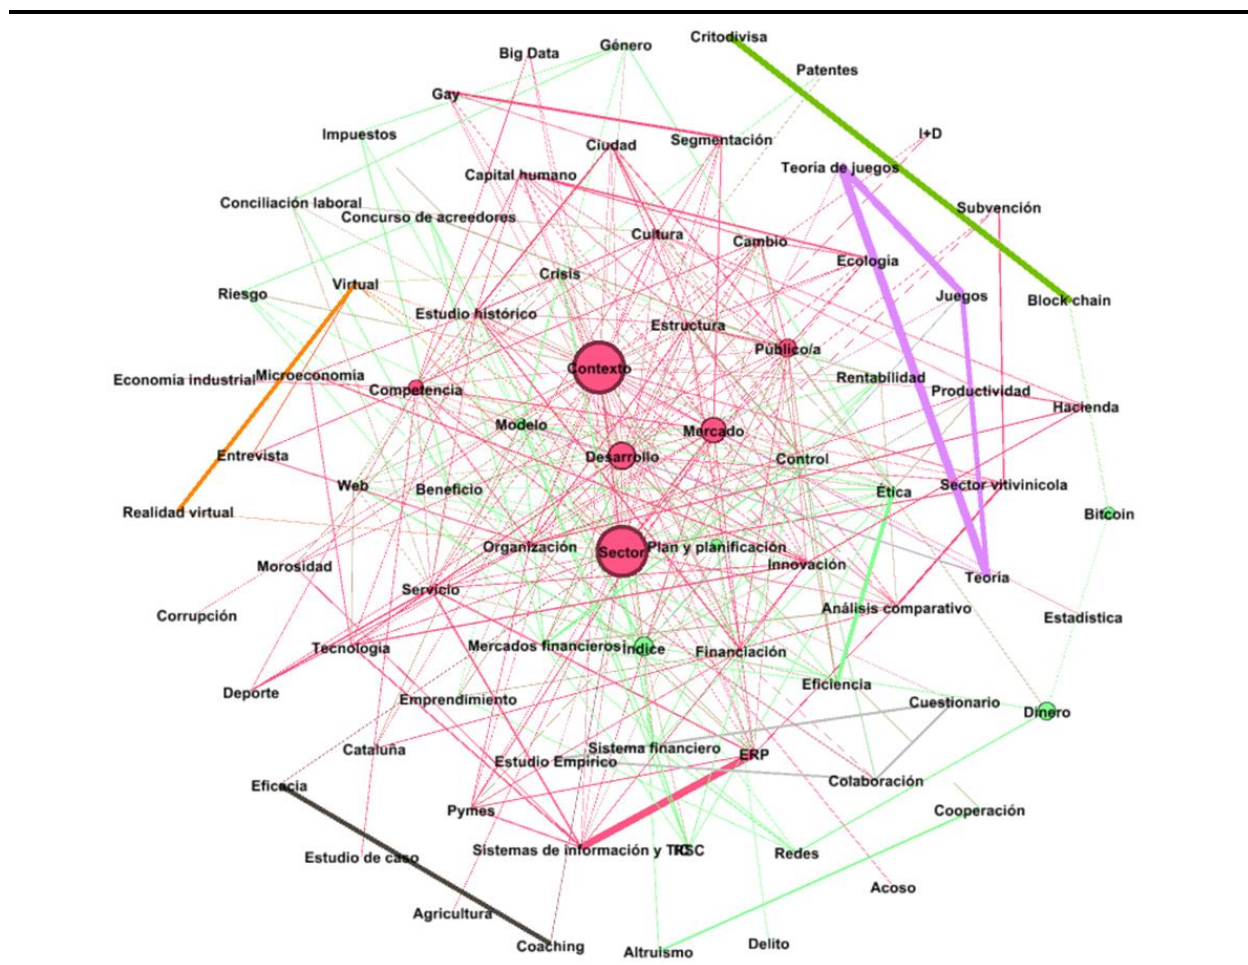 Critodivisa
Género
Big Data
Patentes
Gay
Impuestos
I+D
Segmentación
Ciudad
Teoría de juegos
Capital humano
Conciliación laboral
Subvención
Concurso de acreedores
Cultura
Cambio
Ecología
Crisis
Virtual
Riesgo
Juegos
Block chain
Estudio histórico
Estructura
Público/a
Contexto
Microeconomía
Economía industrial
Rentabilidad
Competencia
Productividad
Hacienda
Modelo
Mercado
Entrevista
Desarrollo
Control
Web
Beneficio
Ética
Sector vitivinicola
Realidad virtual
Bitcoin
Organización
Sector
Plan y planificación
Morosidad
Innovación
Teoría
Servicio
Análisis comparativo
Corrupción
Estadística
Tecnología
Mercados financieros
Índice
Financiación
Eficiencia
Deporte
Emprendimiento
Cuestionario
Dinero
Cataluña
Sistema financiero
ERP
Estudio Empírico
Colaboración
Eficacia
Pymes
Cooperación
Sistemas de información y TIC
RSC
Redes
Estudio de caso
Acoso
Agricultura
Coaching
Altruismo
Delito